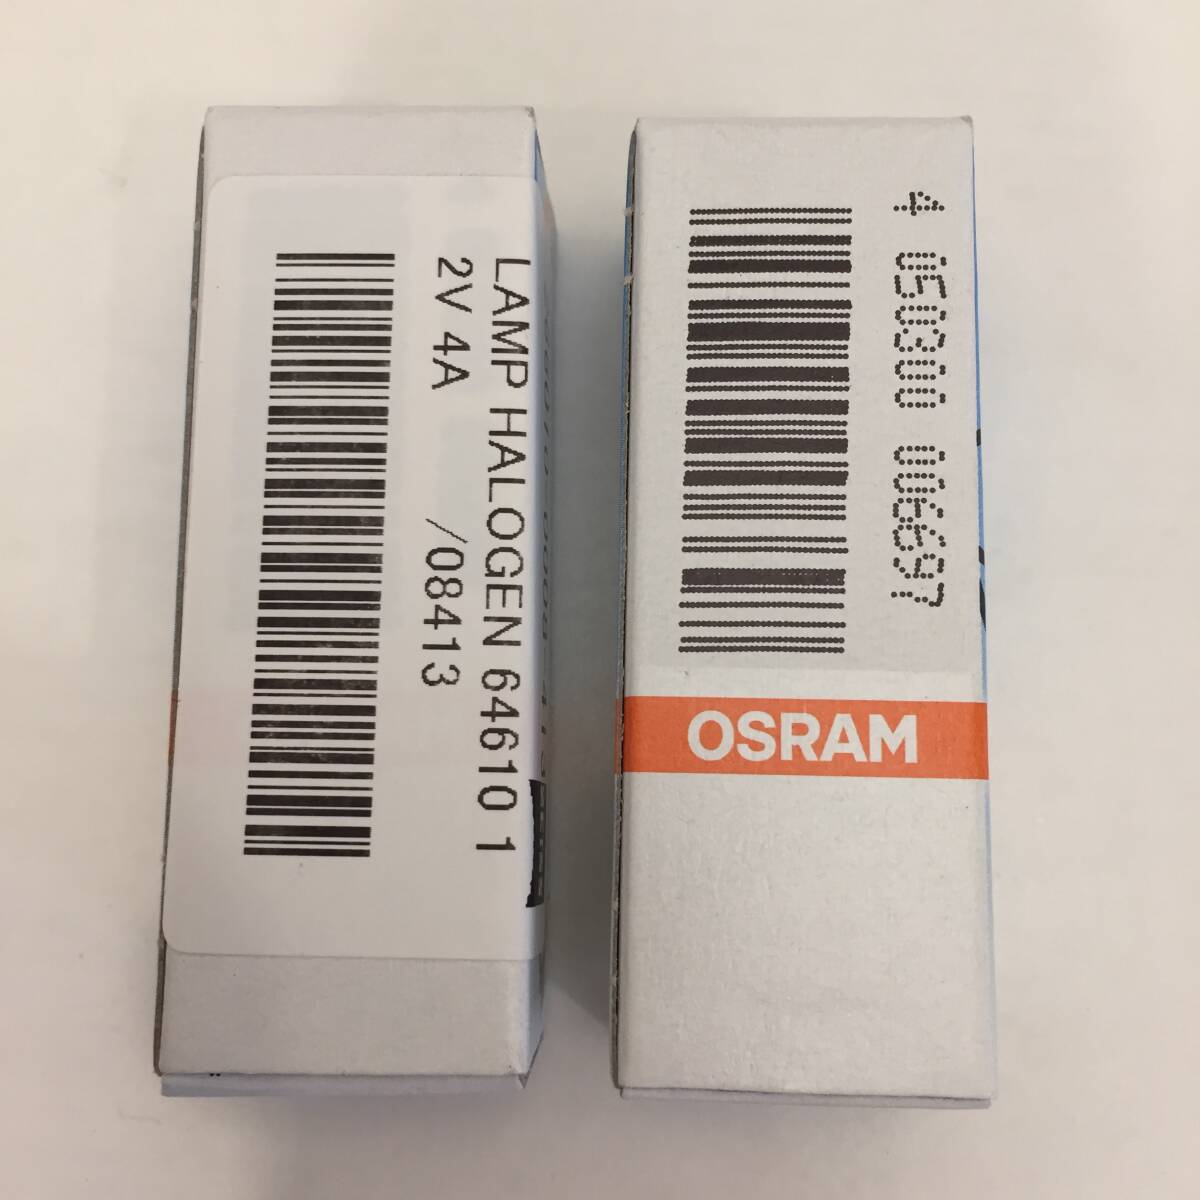 LAMP HALOGEN 64610 1
2V 4A /08413
4 050300 006697
OSRAM